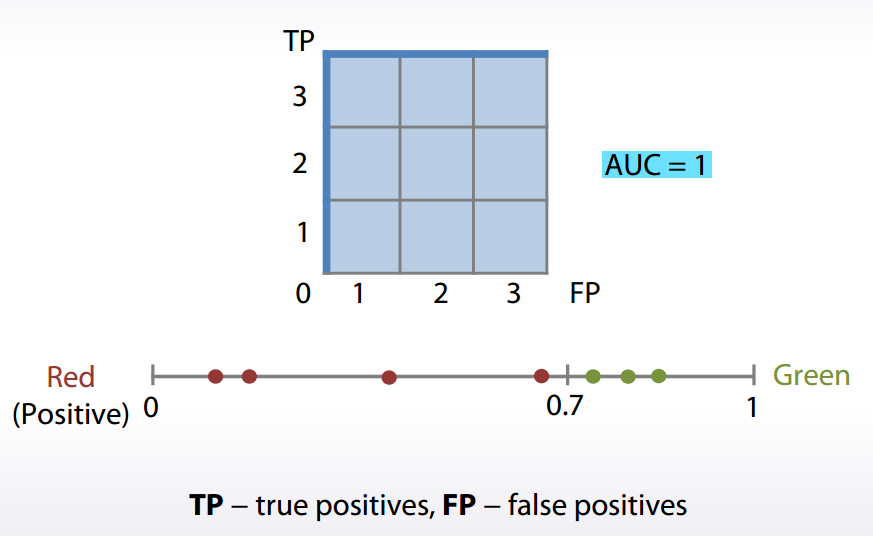 TP
3
2
1
0 1 2 3 FP
AUC = 1
Red
(Positive)
0 0.7 1
Green
TP – true positives, FP – false positives